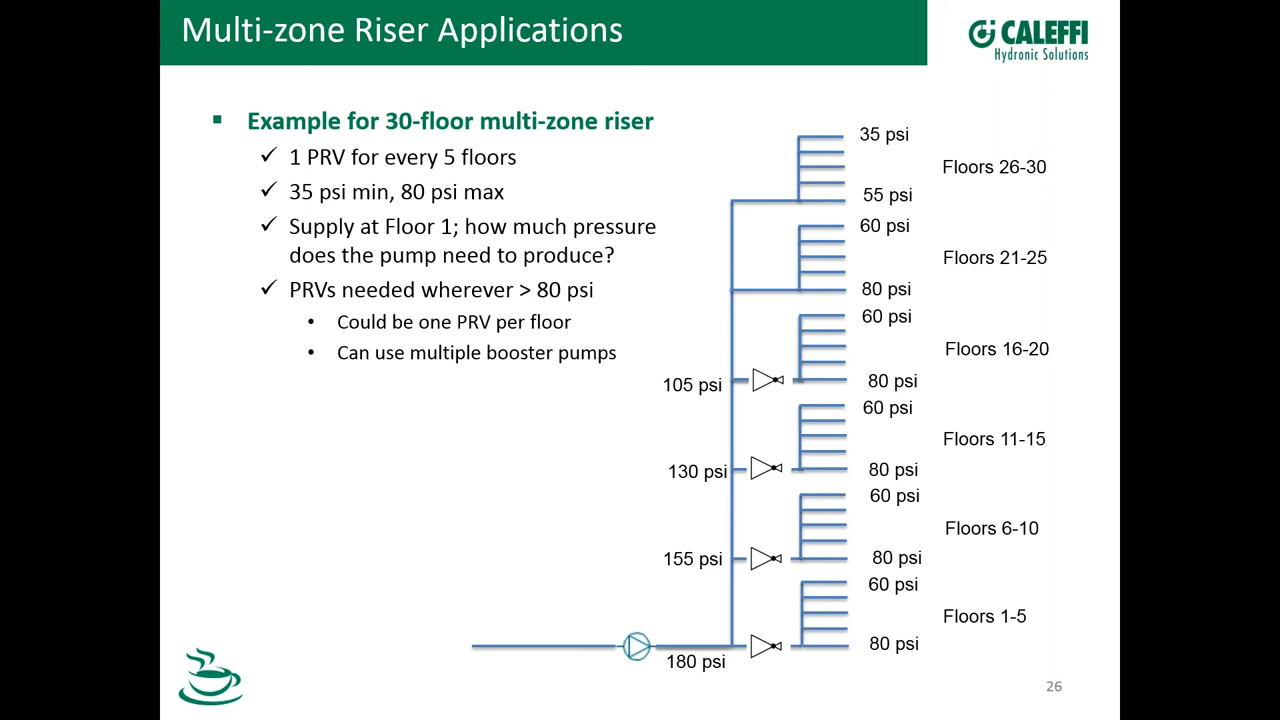 Multi-zone Riser Applications
CALEFFI
Hydronic Solutions
Example for 30-floor multi-zone riser
1 PRV for every 5 floors
35 psi min, 80 psi max
Supply at Floor 1; how much pressure
does the pump need to produce?
PRVs needed wherever > 80 psi
Could be one PRV per floor
Can use multiple booster pumps
35 psi
Floors 26-30
55 psi
60 psi
Floors 21-25
80 psi
60 psi
Floors 16-20
105 psi
80 psi
60 psi
Floors 11-15
130 psi
80 psi
60 psi
Floors 6-10
155 psi
80 psi
60 psi
Floors 1-5
80 psi
180 psi
26